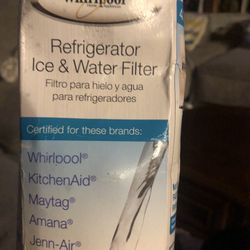 Whirlpool
Refrigerator
Ice & Water Filter
Filtro para hielo y agua
para refrigeradores
Certified for these brands:
Whirlpool®
KitchenAid®
Maytag®
Amana®
Jenn-Air®